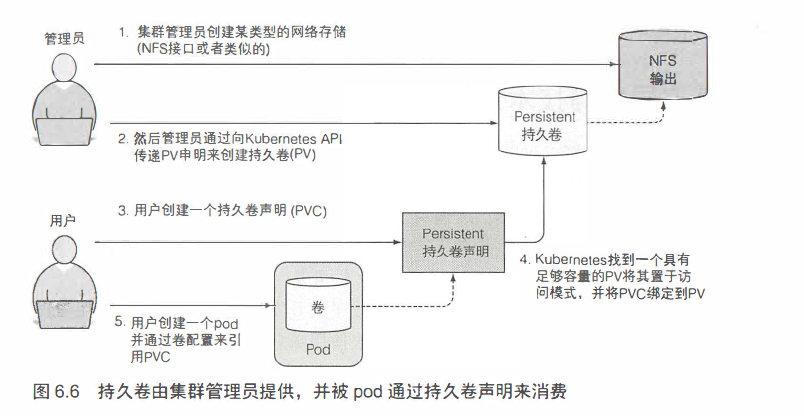 1. 集群管理员创建某类型的网络存储
(NFS接口或者类似的)
管理员
NFS
输出
Persistent
持久卷
2. 然后管理员通过向Kubernetes API
传递PV申明来创建持久卷(PV)
3. 用户创建一个持久卷声明 (PVC)
用户
Persistent
持久卷声明
4. Kubernetes找到一个具有
足够容量的PV将其置于访
问模式，并将PVC绑定到PV
卷
Pod
5. 用户创建一个pod
并通过卷配置来引
用PVC
图 6.6 持久卷由集群管理员提供，并被 pod 通过持久卷声明来消费